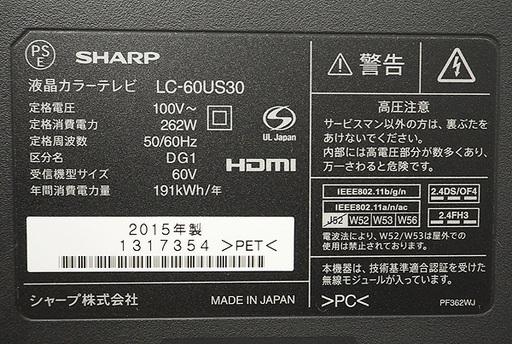 PS
E
SHARP
液晶カラーテレビ LC-60US30
定格電圧 100V～
定格消費電力 262W
定格周波数 50/60Hz
区分名 DG1
受信機型サイズ 60V
年間消費電力量 191kWh/年
UL Japan
HDMI
2015年製
1317354 >PET<
シャープ株式会社 MADE IN JAPAN
警告
高圧注意
サービスマン以外の方は、裏ぶたを
あけないでください。
内部には高電圧部分が数多くあり、
万一さわると危険です。
IEEE802.11b/g/n
2.4DS/OF4
IEEE802.11a/n/ac
J52 W52 W53 W56
2.4FH3
電波法により、W52/W53は屋外での
使用は禁止されています。
本機器は、技術基準適合認証を受けた
無線モジュールが入っています。
>PC< PF362WJ